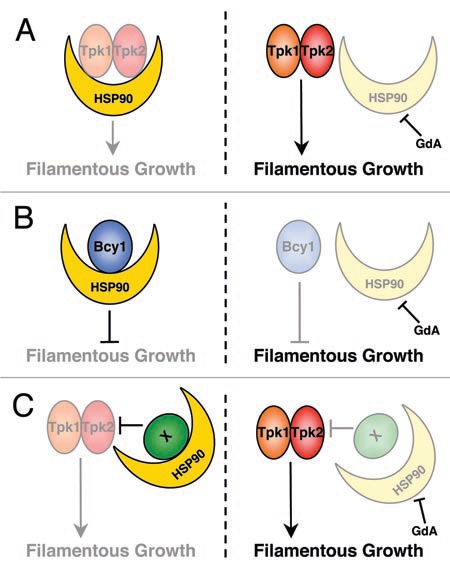 A
Tpk1 Tpk2
HSP90
Filamentous Growth
Tpk1 Tpk2
HSP90
GdA
Filamentous Growth
B
Bcy1
HSP90
Filamentous Growth
Bcy1
HSP90
GdA
Filamentous Growth
C
Tpk1 Tpk2
X
HSP90
Filamentous Growth
Tpk1 Tpk2
X
HSP90
GdA
Filamentous Growth